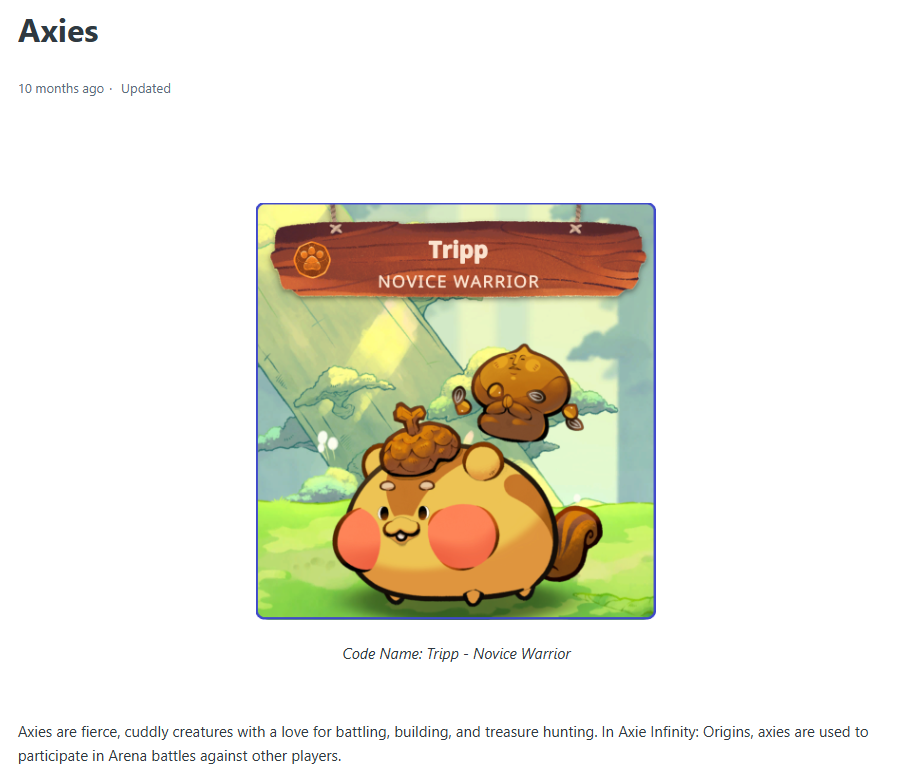 Axies
10 months ago · Updated
Tripp
NOVICE WARRIOR
Code Name: Tripp - Novice Warrior
Axies are fierce, cuddly creatures with a love for battling, building, and treasure hunting. In Axie Infinity: Origins, axies are used to
participate in Arena battles against other players.